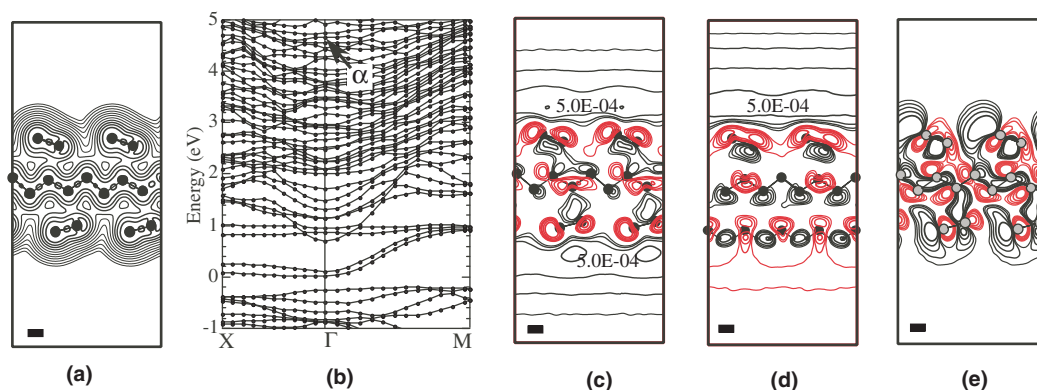 5
4
3
2
1
0
-1
Energy (eV)
α
X
Γ
M
5.0E-04
5.0E-04
5.0E-04
(a)
(b)
(c)
(d)
(e)